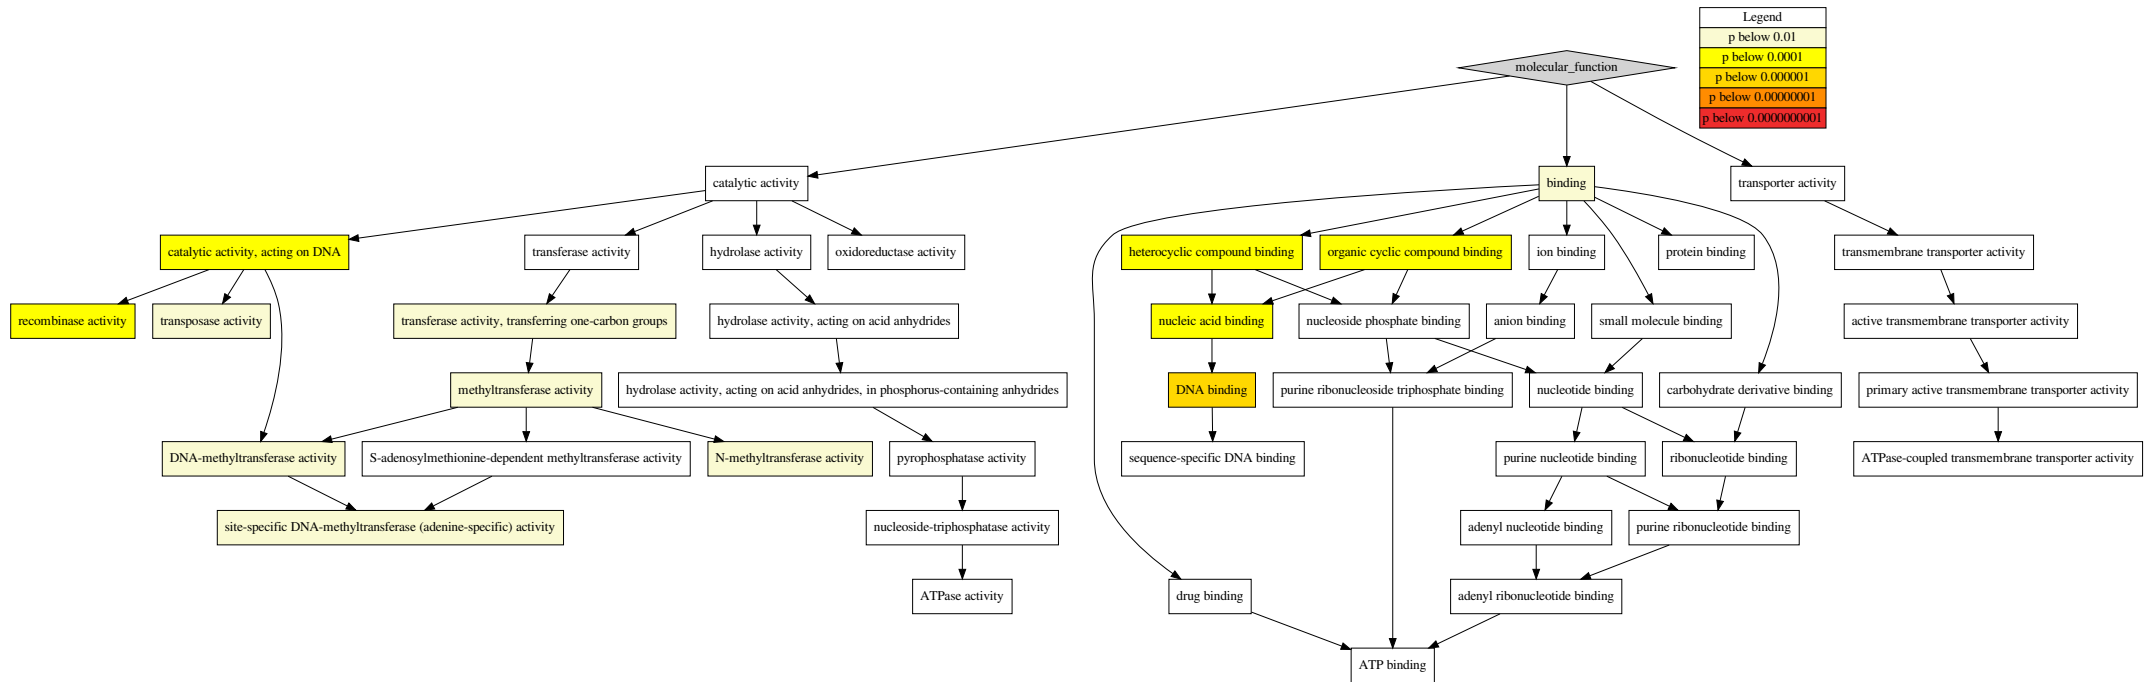 Legend
p below 0.01
p below 0.0001
p below 0.000001
p below 0.00000001
p below 0.0000000001
molecular_function
catalytic activity
binding
transporter activity
catalytic activity, acting on DNA
transferase activity
hydrolase activity
oxidoreductase activity
heterocyclic compound binding
organic cyclic compound binding
ion binding
protein binding
transmembrane transporter activity
recombinase activity
transposase activity
transferase activity, transferring one-carbon groups
hydrolase activity, acting on acid anhydrides
nucleic acid binding
nucleoside phosphate binding
anion binding
small molecule binding
active transmembrane transporter activity
methyltransferase activity
hydrolase activity, acting on acid anhydrides, in phosphorus-containing anhydrides
DNA binding
purine ribonucleoside triphosphate binding
nucleotide binding
carbohydrate derivative binding
primary active transmembrane transporter activity
DNA-methyltransferase activity
S-adenosylmethionine-dependent methyltransferase activity
N-methyltransferase activity
pyrophosphatase activity
sequence-specific DNA binding
purine nucleotide binding
ribonucleotide binding
ATPase-coupled transmembrane transporter activity
site-specific DNA-methyltransferase (adenine-specific) activity
nucleoside-triphosphatase activity
adenyl nucleotide binding
purine ribonucleotide binding
ATPase activity
drug binding
adenyl ribonucleotide binding
ATP binding